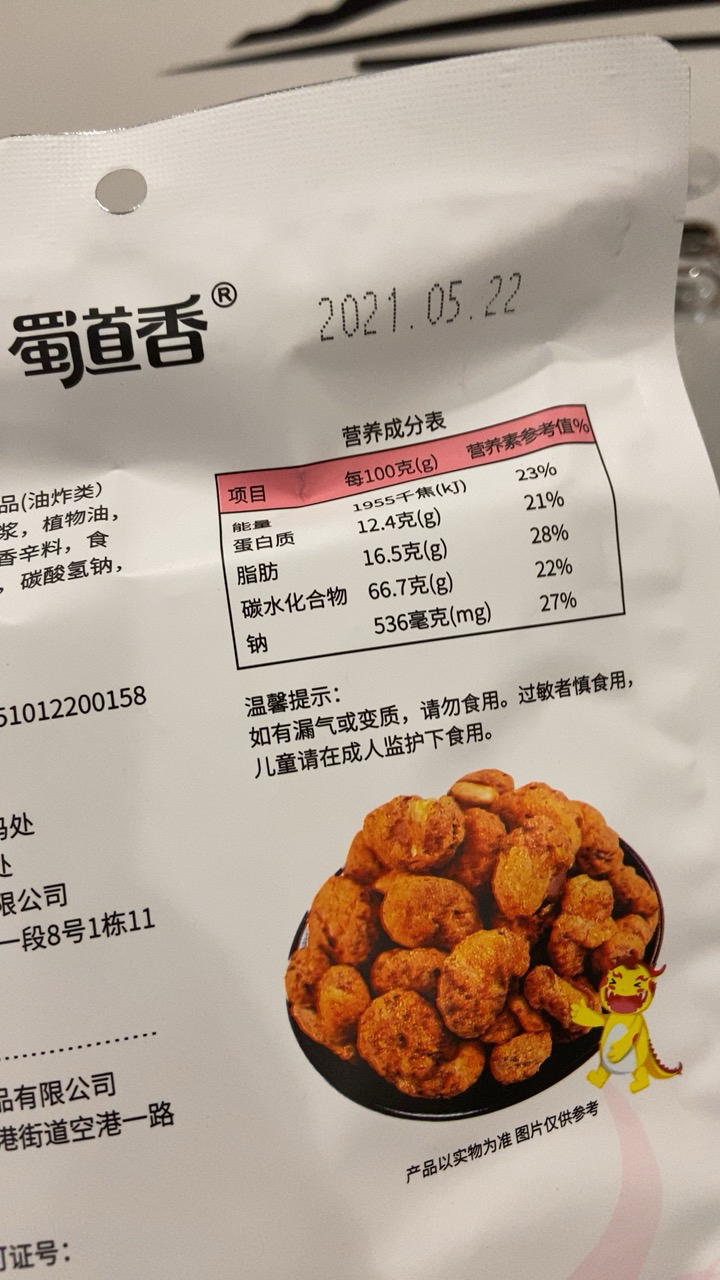 蜀道香®
2021.05.22
营养成分表
项目 每100克(g) 营养素参考值%
能量 1955千焦(kJ) 23%
蛋白质 12.4克(g) 21%
脂肪 16.5克(g) 28%
碳水化合物 66.7克(g) 22%
钠 536毫克(mg) 27%
温馨提示：
如有漏气或变质，请勿食用。过敏者慎食用，
儿童请在成人监护下食用。
品(油炸类)
浆，植物油，
香辛料，食
，碳酸氢钠，
51012200158
码处
处
限公司
一段8号1栋11
品有限公司
港街道空港一路
可证号：
产品以实物为准 图片仅供参考